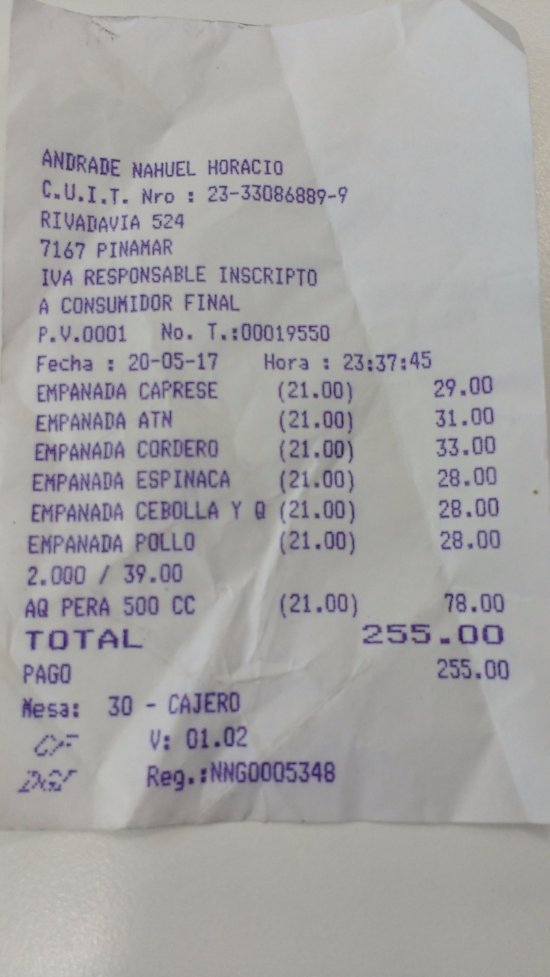 ANDRADE NAHUEL HORACIO
C.U.I.T. Nro : 23-33086889-9
RIVADAVIA 524
7167 PINAMAR
IVA RESPONSABLE INSCRIPTO
A CONSUMIDOR FINAL
P.V.0001 No. T.:00019550
Fecha : 20-05-17 Hora : 23:37:45
EMPANADA CAPRESE (21.00) 29.00
EMPANADA ATN (21.00) 31.00
EMPANADA CORDERO (21.00) 33.00
EMPANADA ESPINACA (21.00) 28.00
EMPANADA CEBOLLA Y Q (21.00) 28.00
EMPANADA POLLO (21.00) 28.00
2.000 / 39.00
AQ PERA 500 CC (21.00) 78.00
TOTAL 255.00
PAGO 255.00
Mesa: 30 - CAJERO
CF V: 01.02
DGI Reg.:NNG0005348